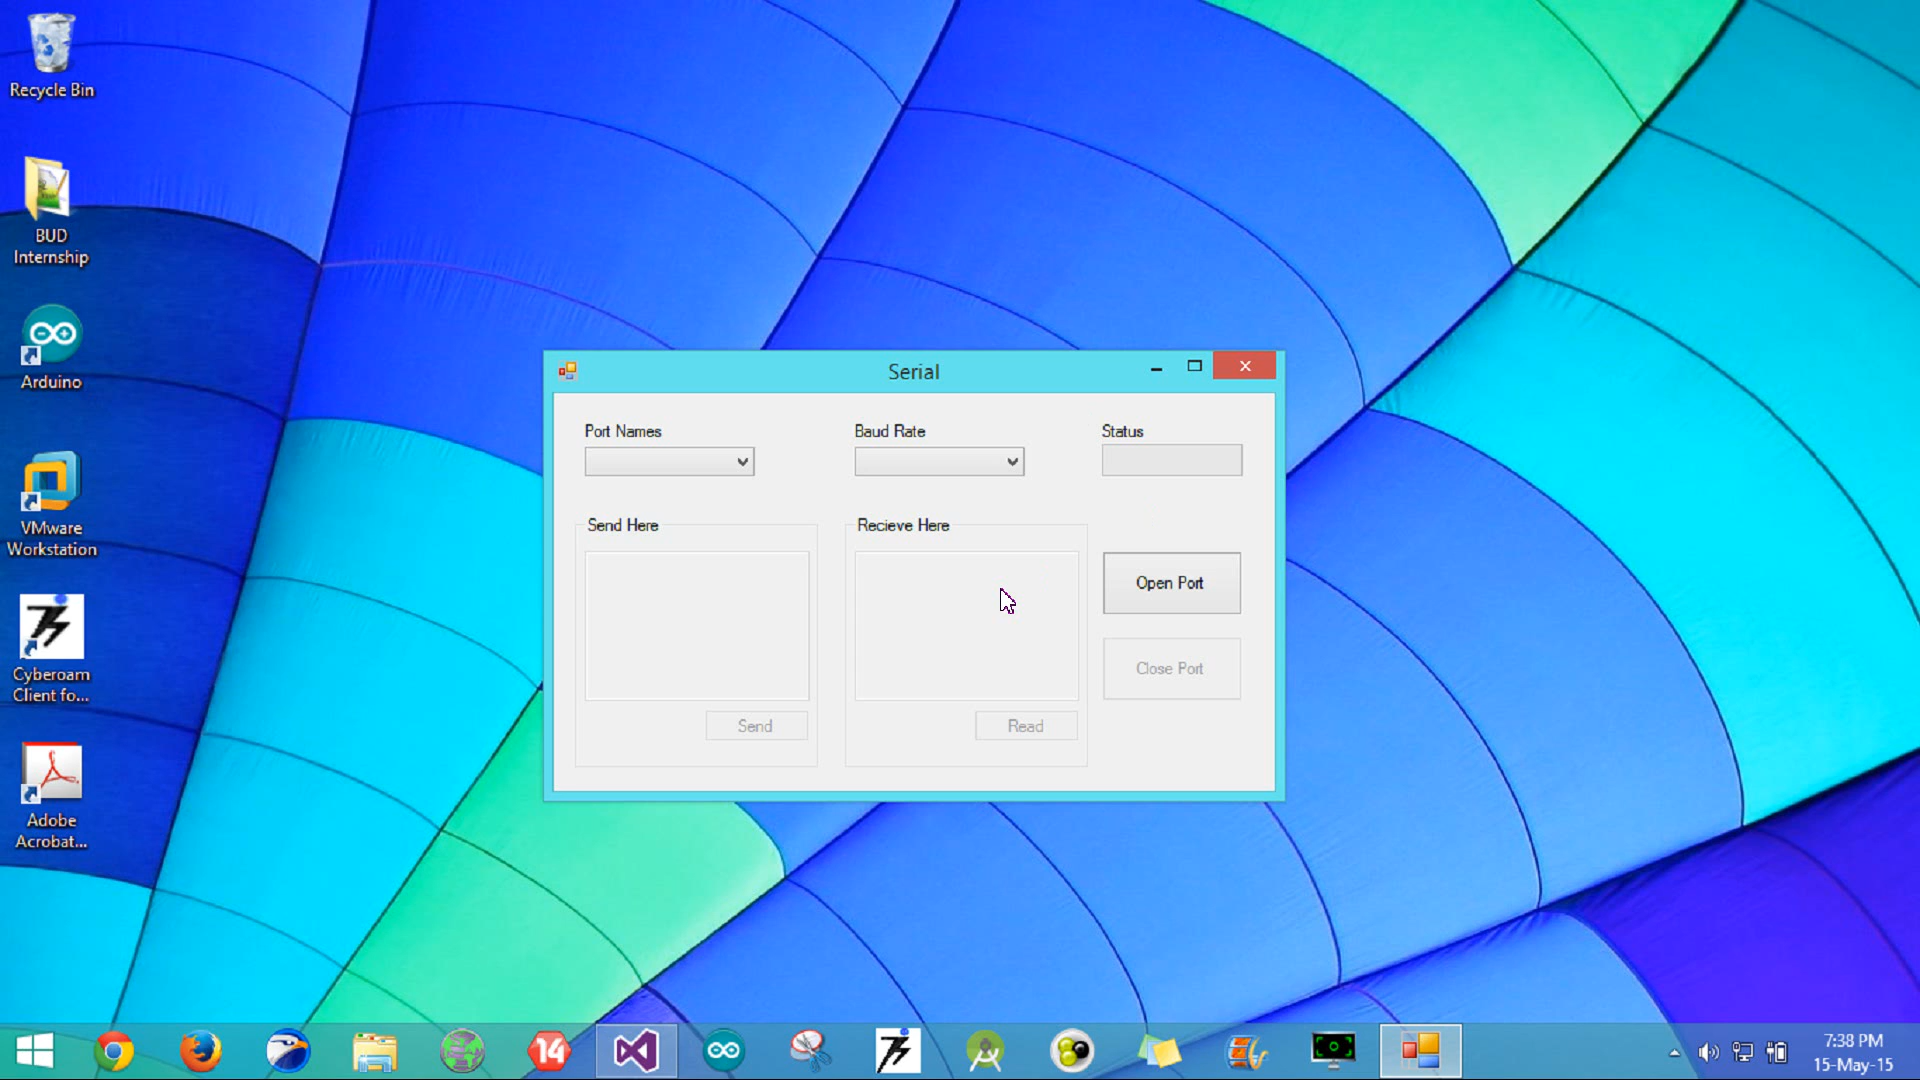 Recycle Bin
BUD
Internship
Arduino
VMware
Workstation
Cyberoam
Client fo...
Adobe
Acrobat...
Serial
Port Names
Baud Rate
Status
Send Here
Recieve Here
Open Port
Close Port
Send
Read
14
7:38 PM
15-May-15